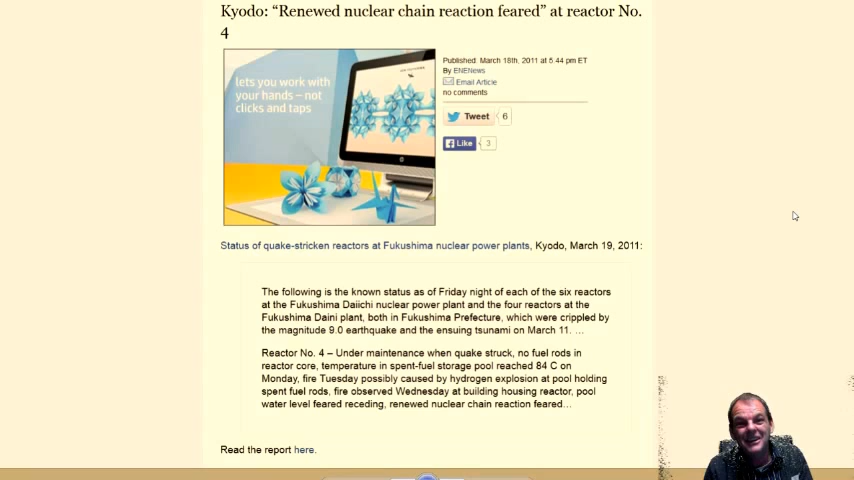 Kyodo: “Renewed nuclear chain reaction feared” at reactor No.
4
lets you work with
your hands – not
clicks and taps
Published: March 18th, 2011 at 5:44 pm ET
By ENENews
Email Article
no comments
Tweet 6
Like 3
Status of quake-stricken reactors at Fukushima nuclear power plants, Kyodo, March 19, 2011:
The following is the known status as of Friday night of each of the six reactors
at the Fukushima Daiichi nuclear power plant and the four reactors at the
Fukushima Daini plant, both in Fukushima Prefecture, which were crippled by
the magnitude 9.0 earthquake and the ensuing tsunami on March 11. …
Reactor No. 4 – Under maintenance when quake struck, no fuel rods in
reactor core, temperature in spent-fuel storage pool reached 84 C on
Monday, fire Tuesday possibly caused by hydrogen explosion at pool holding
spent fuel rods, fire observed Wednesday at building housing reactor, pool
water level feared receding, renewed nuclear chain reaction feared…
Read the report here.